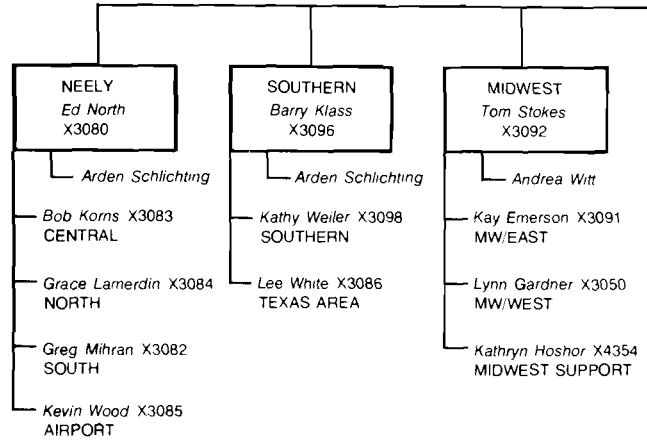 NEELY
Ed North
X3080
Arden Schlichting
Bob Korns X3083
CENTRAL
Grace Lamerdin X3084
NORTH
Greg Mihran X3082
SOUTH
Kevin Wood X3085
AIRPORT
SOUTHERN
Barry Klass
X3096
Arden Schlichting
Kathy Weiler X3098
SOUTHERN
Lee White X3086
TEXAS AREA
MIDWEST
Tom Stokes
X3092
Andrea Witt
Kay Emerson X3091
MW/EAST
Lynn Gardner X3050
MW/WEST
Kathryn Hoshor X4354
MIDWEST SUPPORT